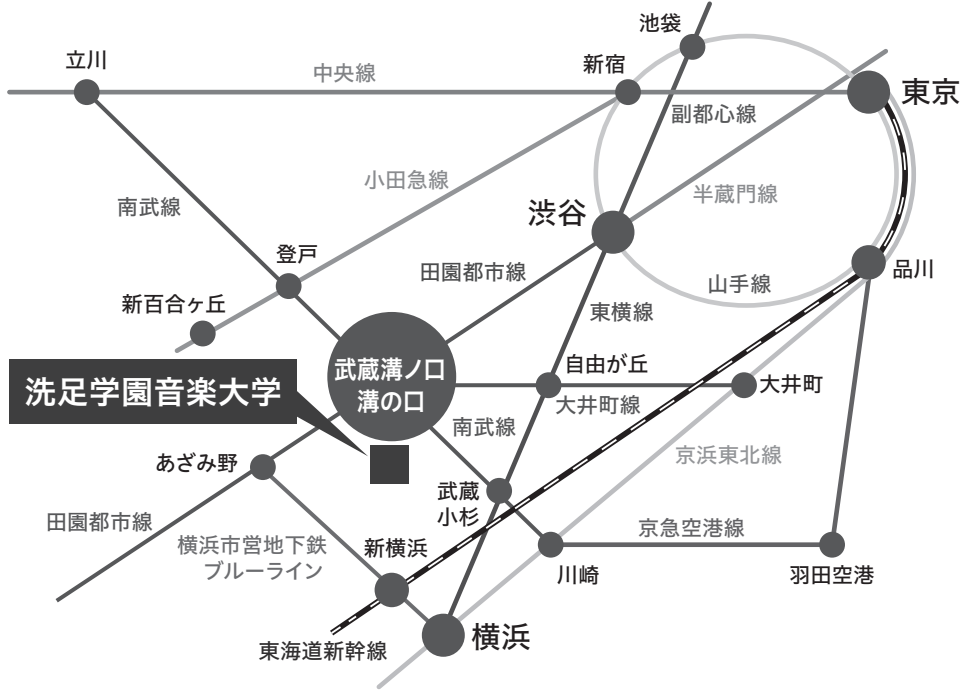 池袋
立川
中央線
新宿
東京
副都心線
小田急線
半蔵門線
南武線
渋谷
登戸
田園都市線
山手線
品川
新百合ヶ丘
東横線
武蔵溝ノ口
溝の口
自由が丘
洗足学園音楽大学
大井町
大井町線
南武線
あざみ野
京浜東北線
武蔵
小杉
田園都市線
京急空港線
横浜市営地下鉄
ブルーライン
新横浜
川崎
羽田空港
横浜
東海道新幹線